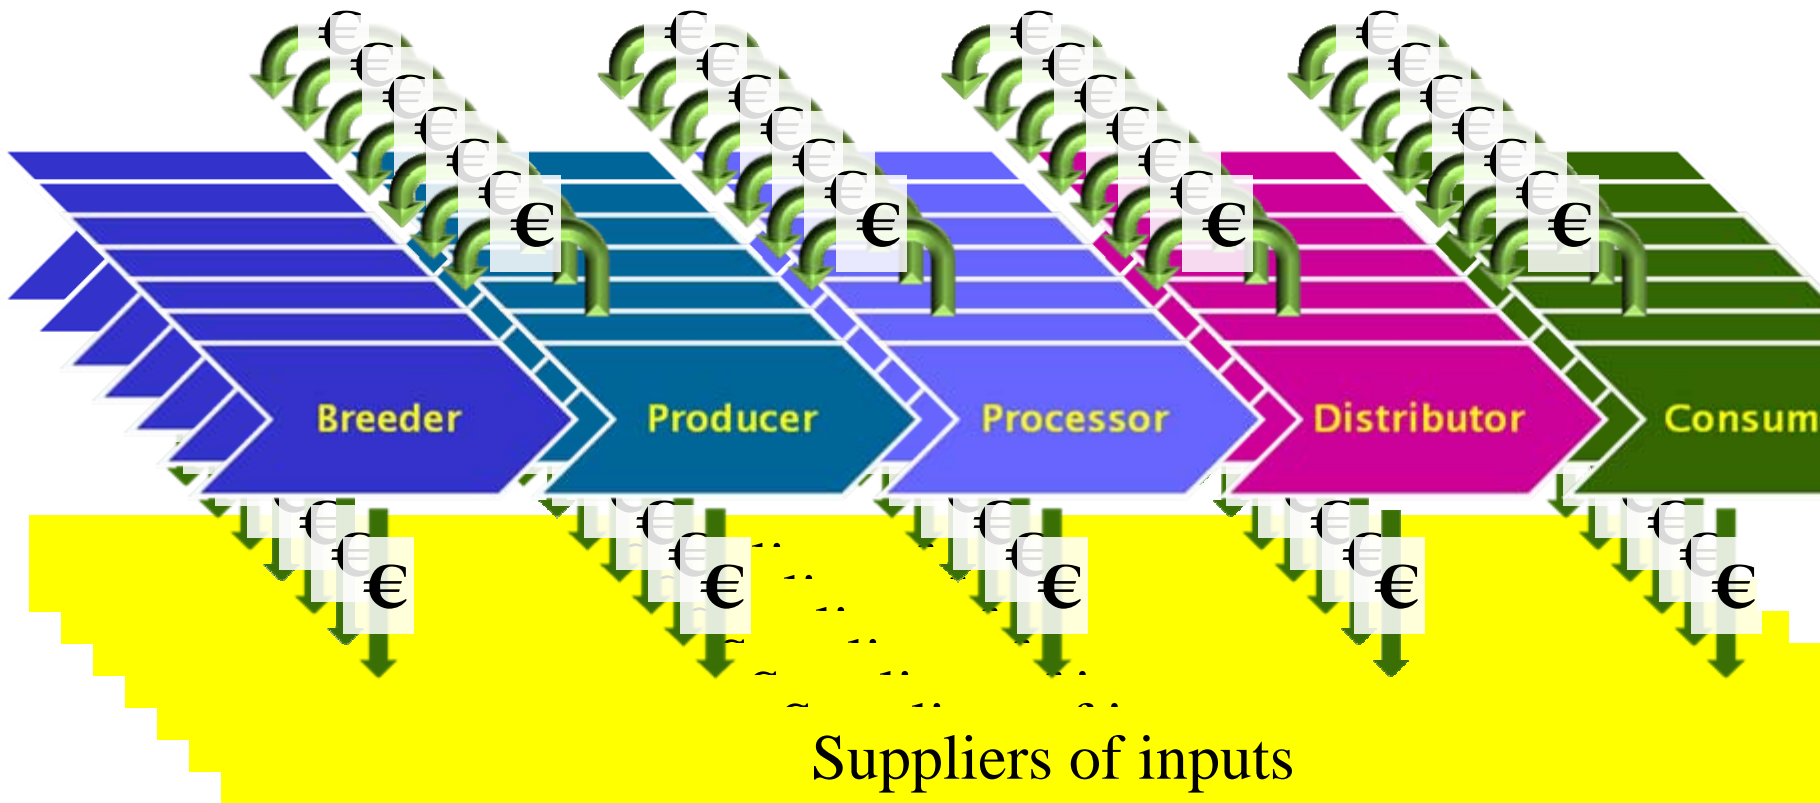 € € € €
€ € € €
€ € € €
€ € € €
€ € € €
€ € € €
€ € € €
Breeder Producer Processor Distributor Consum
€ € € € €
€ € € € €
€ € € € €
Suppliers of inputs